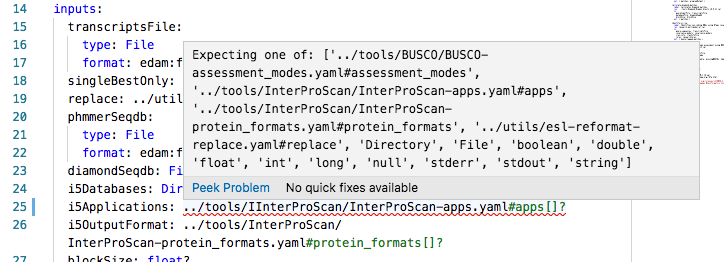 14 inputs:
15 transcriptsFile:
16 type: File
17 format: edam:f
18 singleBestOnly:
19 replace: ../util
20 phmmerSeqdb:
21 type: File
22 format: edam:f
23 diamondSeqdb: Fi
24 i5Databases: Dir
25 i5Applications: ../tools/IInterProScan/InterProScan-apps.yaml#apps[]?
26 i5OutputFormat: ../tools/InterProScan/
InterProScan-protein_formats.yaml#protein_formats[]?
27 blockSize: float?
Expecting one of: ['../tools/BUSCO/BUSCO-
assessment_modes.yaml#assessment_modes',
'../tools/InterProScan/InterProScan-apps.yaml#apps',
'../tools/InterProScan/InterProScan-
protein_formats.yaml#protein_formats', '../utils/esl-reformat-
replace.yaml#replace', 'Directory', 'File', 'boolean', 'double',
'float', 'int', 'long', 'null', 'stderr', 'stdout', 'string']
Peek Problem No quick fixes available